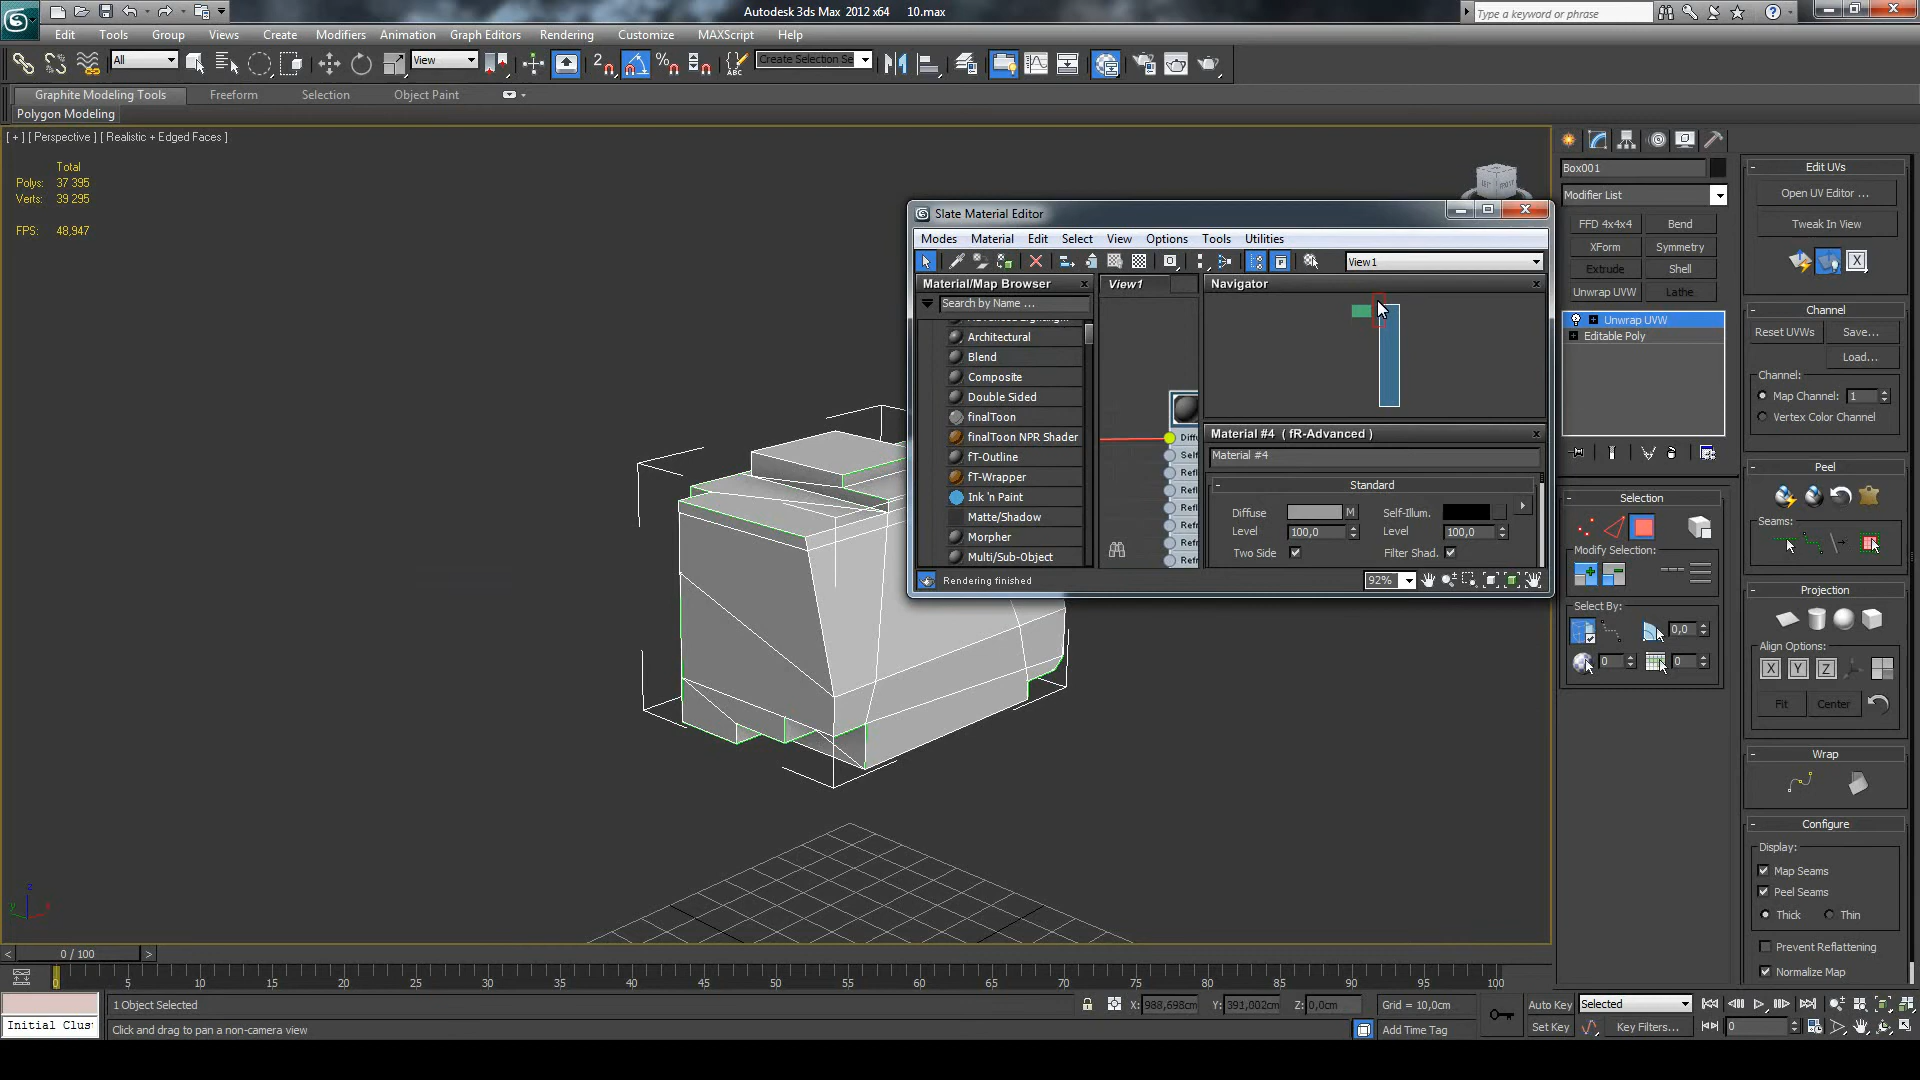 Autodesk 3ds Max 2012 x64 10.max
Type a keyword or phrase
Edit Tools Group Views Create Modifiers Animation Graph Editors Rendering Customize MAXScript Help
All
View
Create Selection Se
Graphite Modeling Tools Freeform Selection Object Paint
Polygon Modeling
[ + ] [ Perspective ] [ Realistic + Edged Faces ]
Total
Polys: 37 395
Verts: 39 295
FPS: 48,947
Slate Material Editor
Modes Material Edit Select View Options Tools Utilities
View1
Material/Map Browser
Search by Name ...
Architectural
Blend
Composite
Double Sided
finalToon
finalToon NPR Shader
fT-Outline
fT-Wrapper
Ink 'n Paint
Matte/Shadow
Morpher
Multi/Sub-Object
View1
Diffu
Self
Refl
Refl
Refl
Refr
Refr
Refr
Navigator
Material #4 ( fR-Advanced )
Material #4
Standard
Diffuse M Self-Illum.
Level 100,0 Level 100,0
Two Side Filter Shad.
Rendering finished
92%
Box001
Modifier List
FFD 4x4x4 Bend
XForm Symmetry
Extrude Shell
Unwrap UVW Lathe
Unwrap UVW
Editable Poly
Selection
Modify Selection:
Select By:
0,0
0 0
Edit UVs
Open UV Editor ...
Tweak In View
Channel
Reset UVWs Save...
Load...
Channel:
Map Channel: 1
Vertex Color Channel
Peel
Seams:
Projection
Align Options:
X Y Z
Fit Center
Wrap
Configure
Display:
Map Seams
Peel Seams
Thick Thin
Prevent Reflattening
Normalize Map
0 / 100
0 5 10 15 20 25 30 35 40 45 50 55 60 65 70 75 80 85 90 95 100
1 Object Selected
X: 988,698cm Y: 391,002cm Z: 0,0cm Grid = 10,0cm
Auto Key Selected
Initial Clus
Click and drag to pan a non-camera view
Add Time Tag
Set Key Key Filters... 0